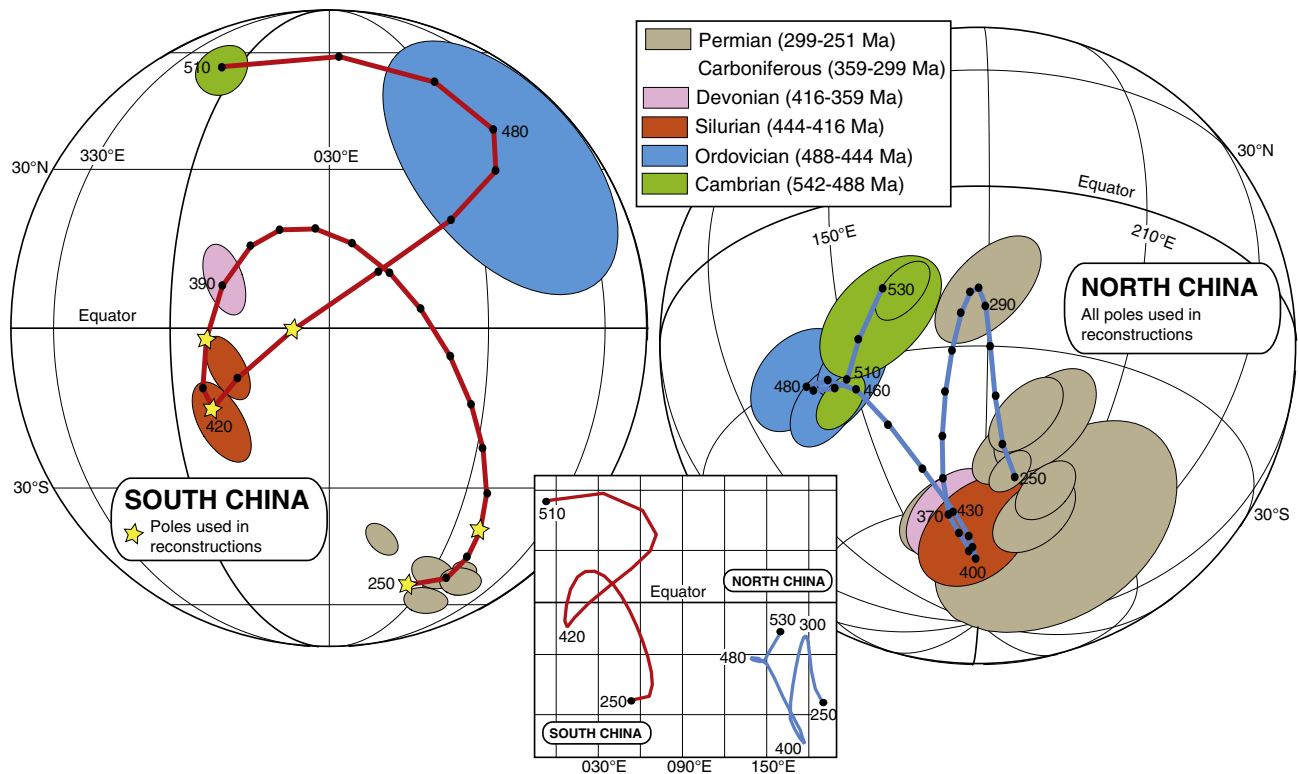 510
480
330°E
030°E
30°N
390
Equator
420
30°S
SOUTH CHINA
Poles used in
reconstructions
250
Permian (299-251 Ma)
Carboniferous (359-299 Ma)
Devonian (416-359 Ma)
Silurian (444-416 Ma)
Ordovician (488-444 Ma)
Cambrian (542-488 Ma)
30°N
Equator
150°E
210°E
NORTH CHINA
All poles used in
reconstructions
530
290
510
480
460
250
370
430
30°S
400
510
NORTH CHINA
Equator
530
300
420
480
250
250
SOUTH CHINA
400
030°E
090°E
150°E